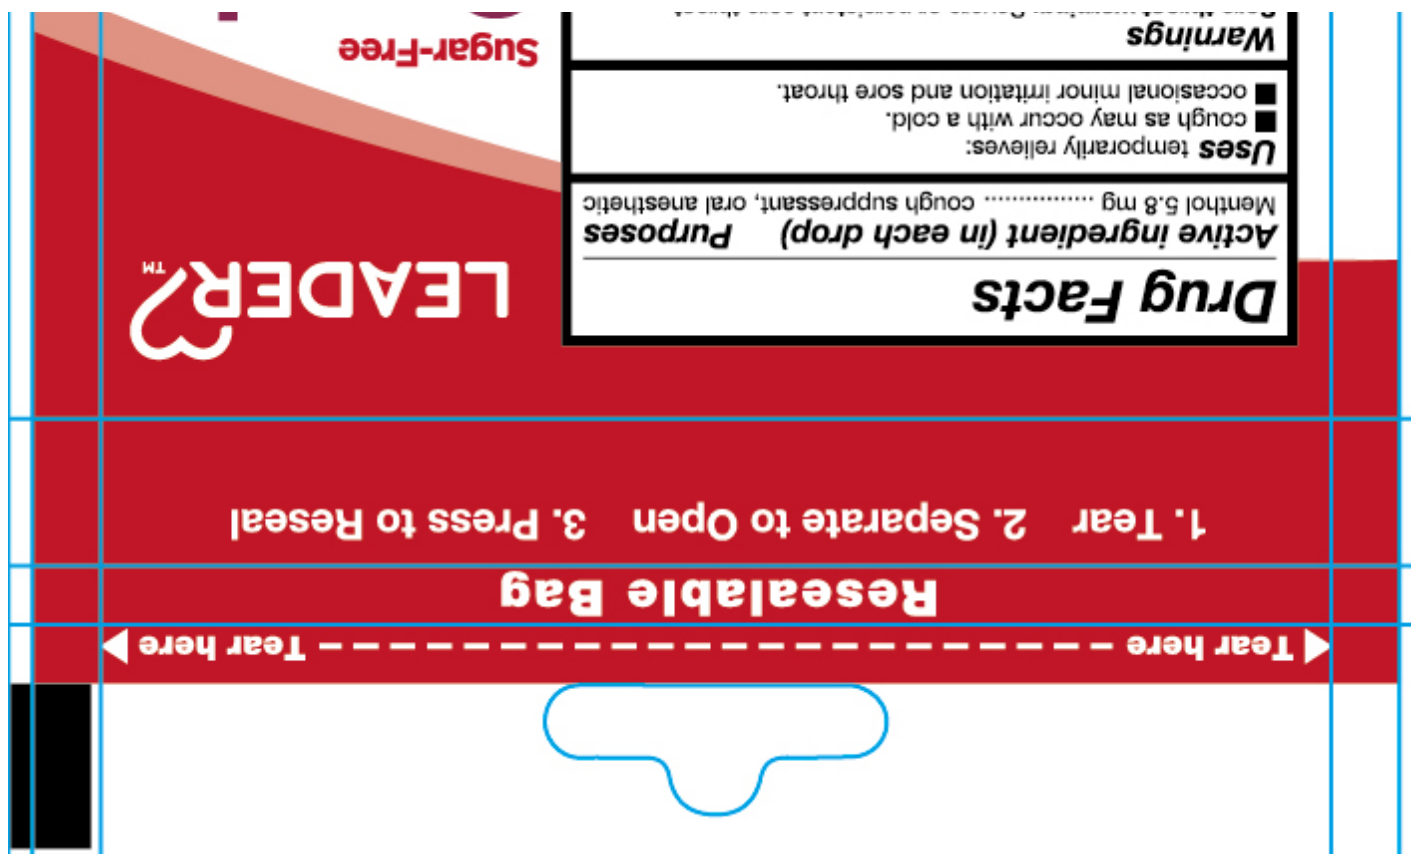 Tear here Tear here
Resealable Bag
1. Tear 2. Separate to Open 3. Press to Reseal
Drug Facts
Active ingredient (in each drop) Purposes
Menthol 5.8 mg ................ cough suppressant, oral anesthetic
Uses temporarily relieves:
■ cough as may occur with a cold.
■ occasional minor irritation and sore throat.
Warnings
LEADER™
Sugar-Free